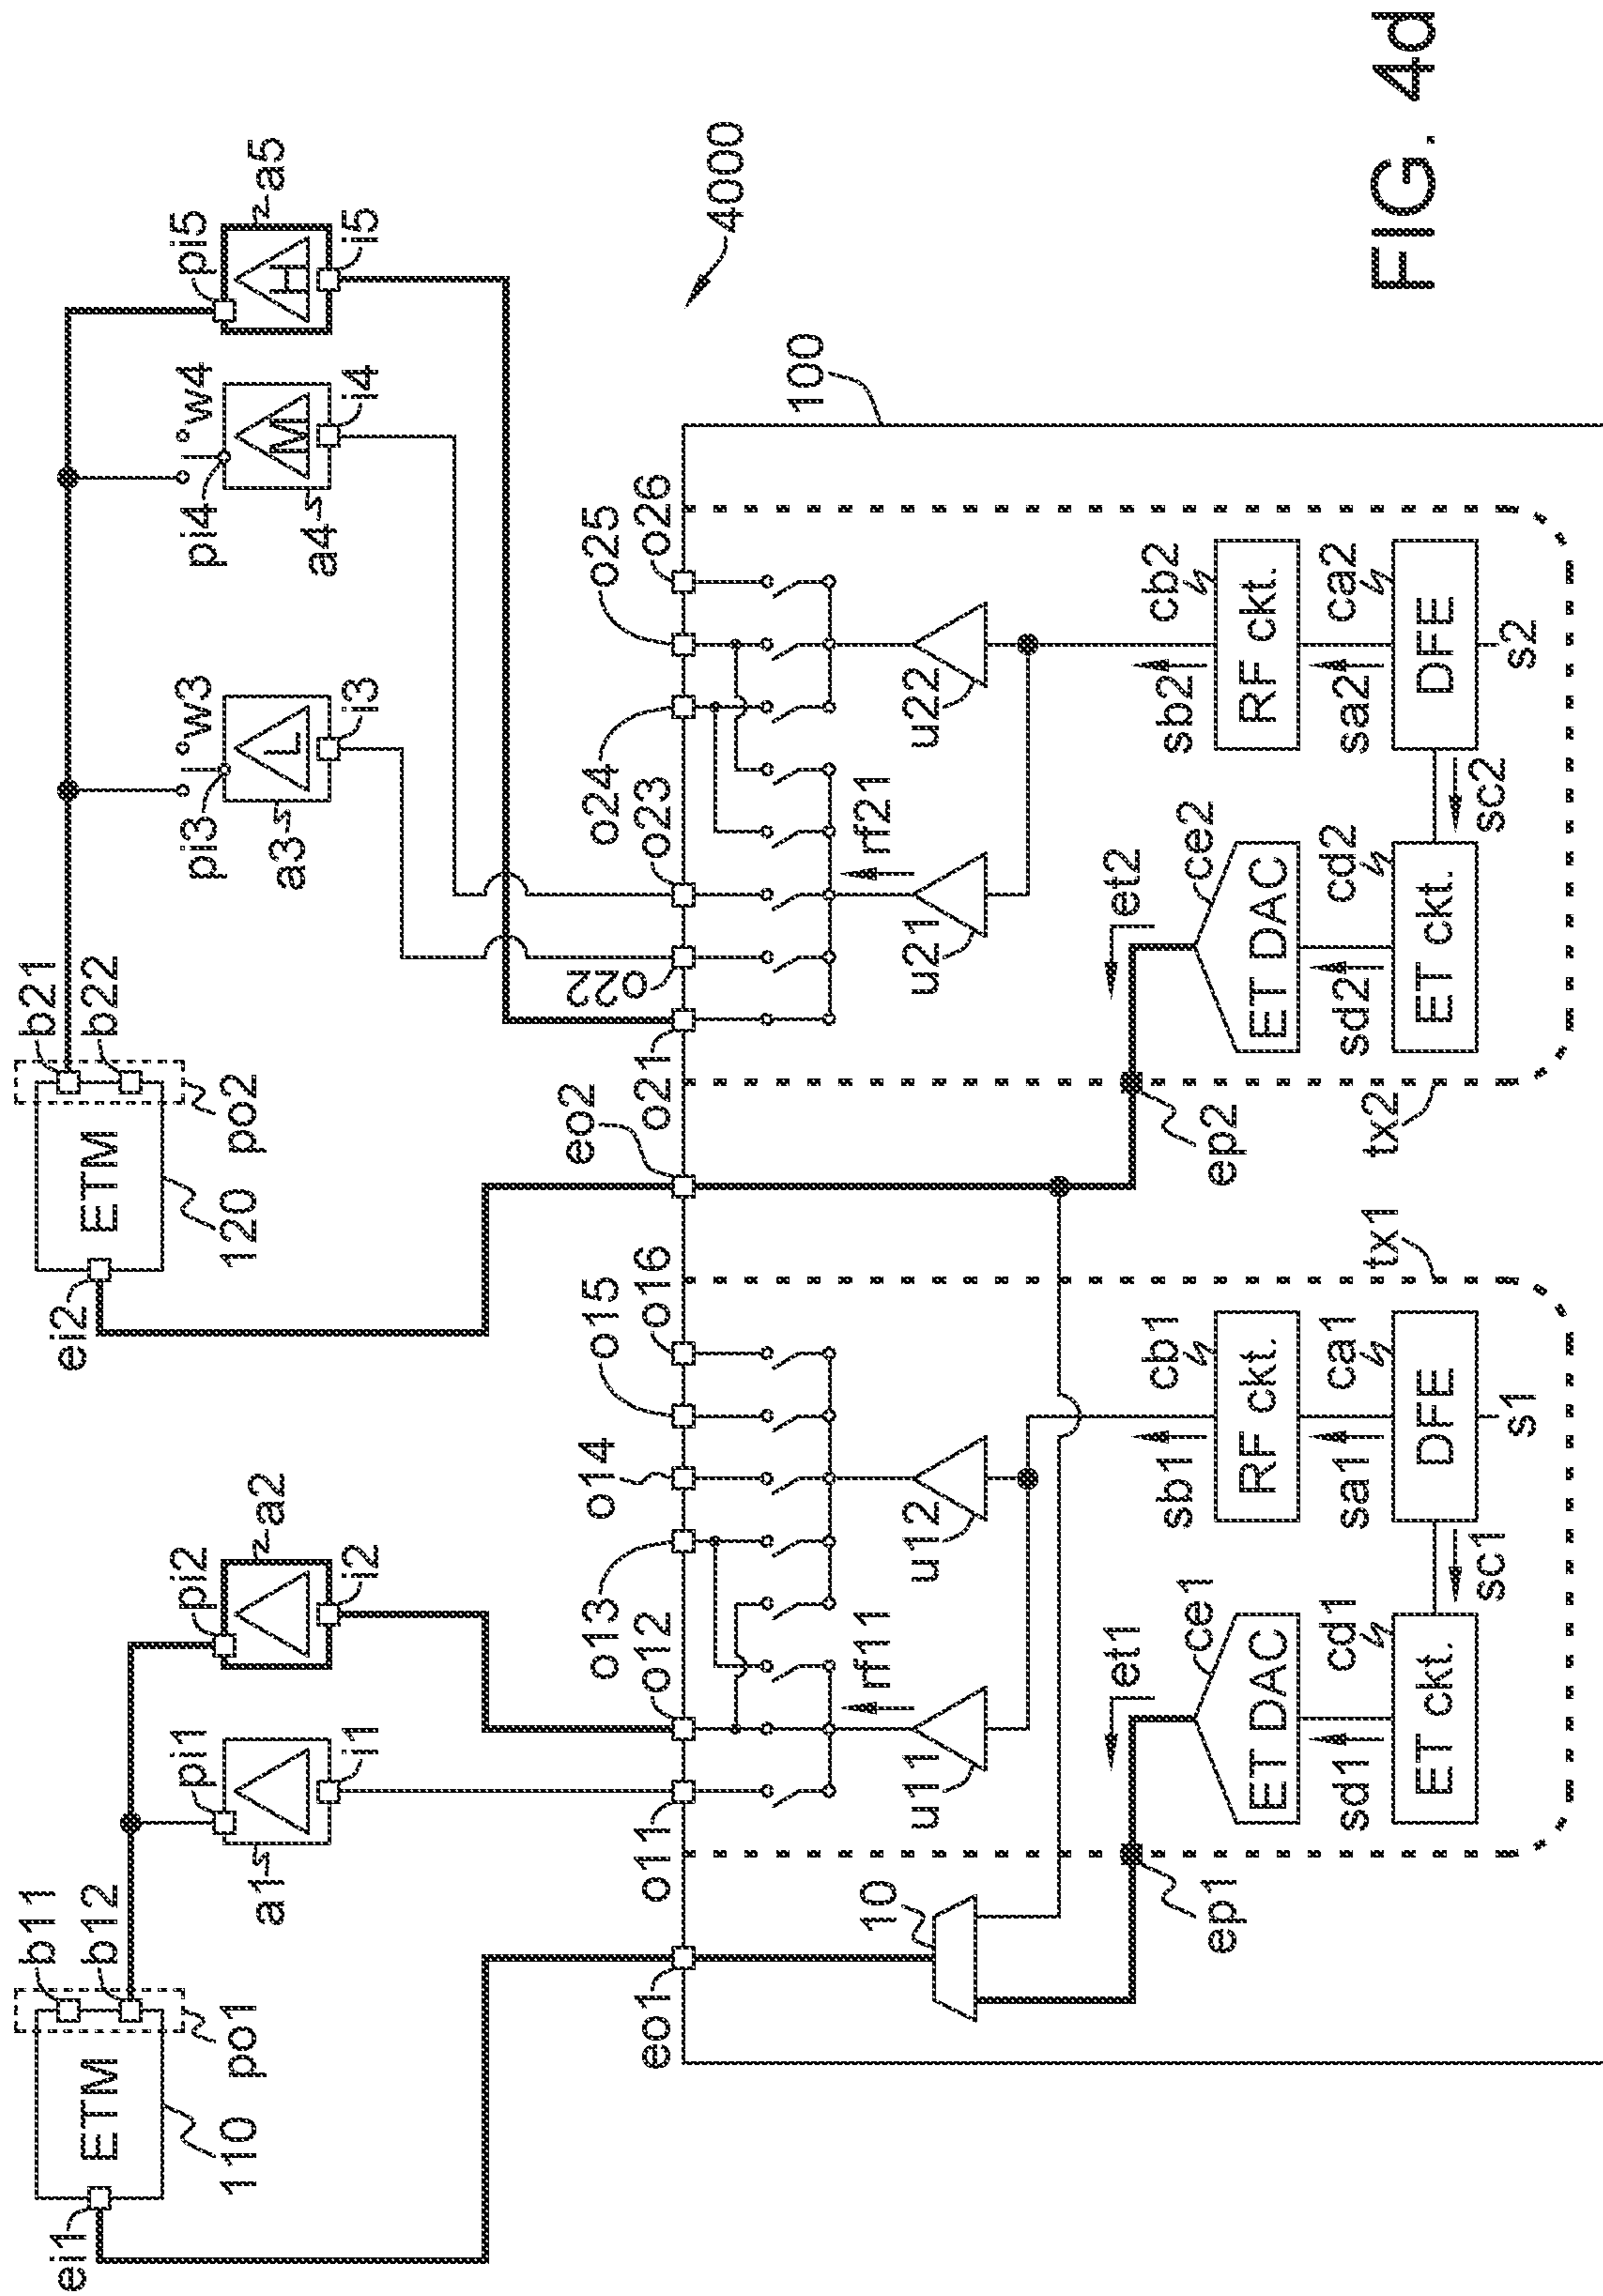 ETM
ei1
110
po1
b11
b12
a1
pi1
i1
pi2
a2
i2
ETM
ei2
120
po2
b21
b22
pi3
w3
L
a3
i3
pi4
w4
M
a4
i4
pi5
a5
H
i5
4000
100
eo1
o11
o12
o13
o14
o15
o16
eo2
o21
o22
o23
o24
o25
o26
10
u11
rf11
u12
u21
rf21
u22
ep1
et1
ce1
ET DAC
sd1
cd1
ET ckt.
sc1
sb1
cb1
RF ckt.
sa1
ca1
DFE
s1
tx1
ep2
et2
ce2
ET DAC
sd2
cd2
ET ckt.
sc2
sb2
cb2
RF ckt.
sa2
ca2
DFE
s2
tx2
FIG. 4d